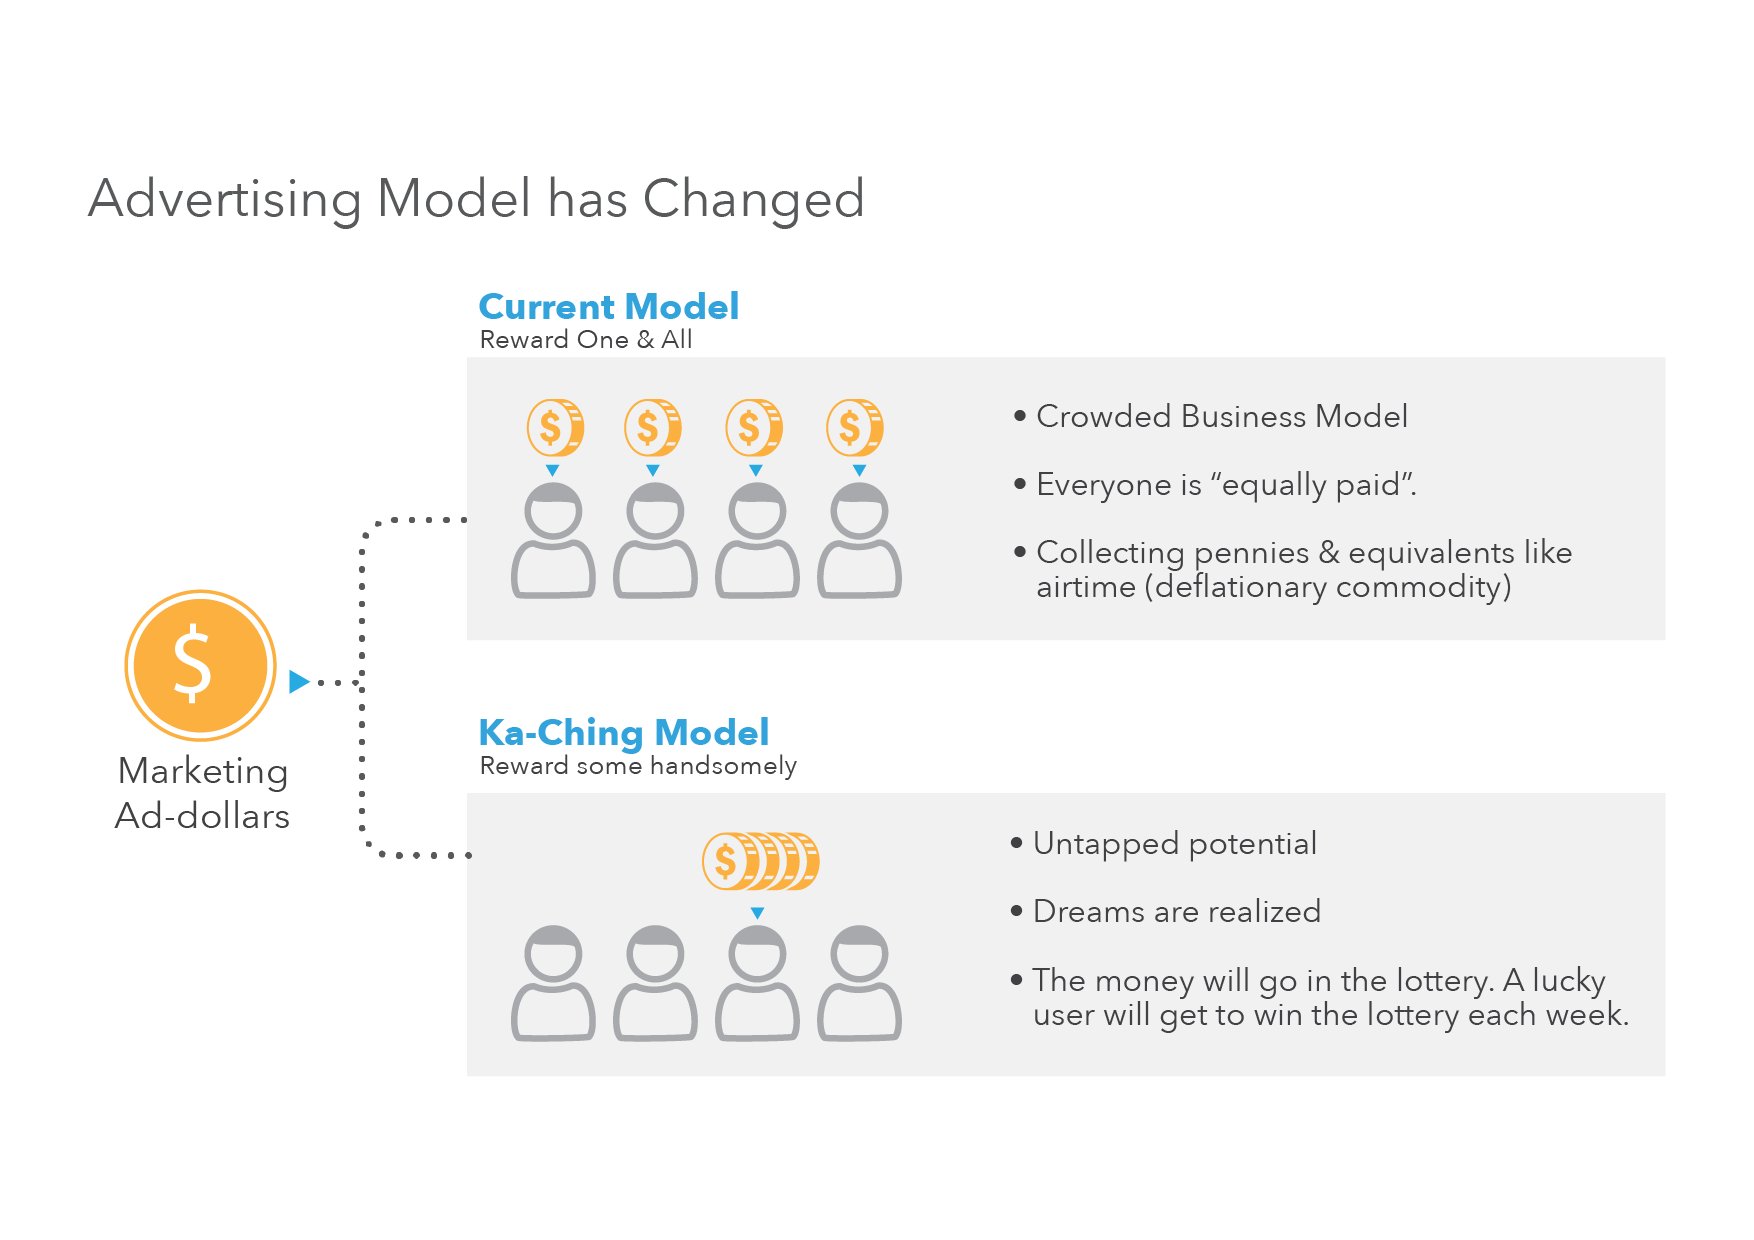 Advertising Model has Changed
Current Model
Reward One & All
$ $ $ $
• Crowded Business Model
• Everyone is “equally paid”.
• Collecting pennies & equivalents like
airtime (deflationary commodity)
$
Marketing
Ad-dollars
Ka-Ching Model
Reward some handsomely
$
• Untapped potential
• Dreams are realized
• The money will go in the lottery. A lucky
user will get to win the lottery each week.